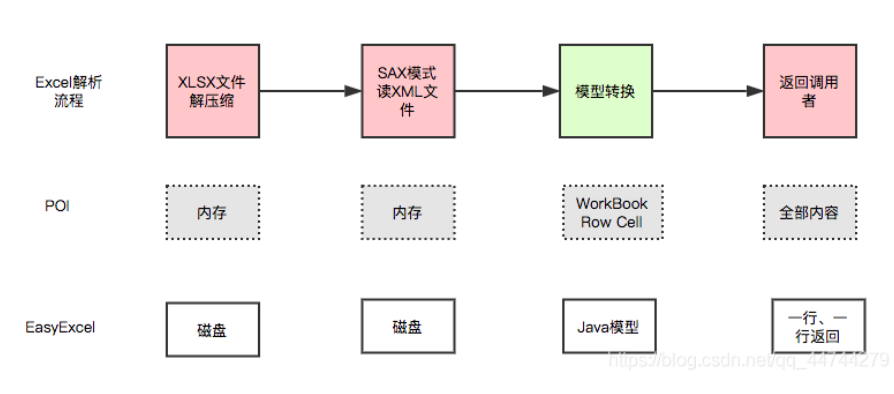 Excel解析
流程
XLSX文件
解压缩
SAX模式
读XML文
件
模型转换
返回调用
者
POI
内存
内存
WorkBook
Row Cell
全部内容
EasyExcel
磁盘
磁盘
Java模型
一行、一
行返回
https://blog.csdn.net/qq_44744279